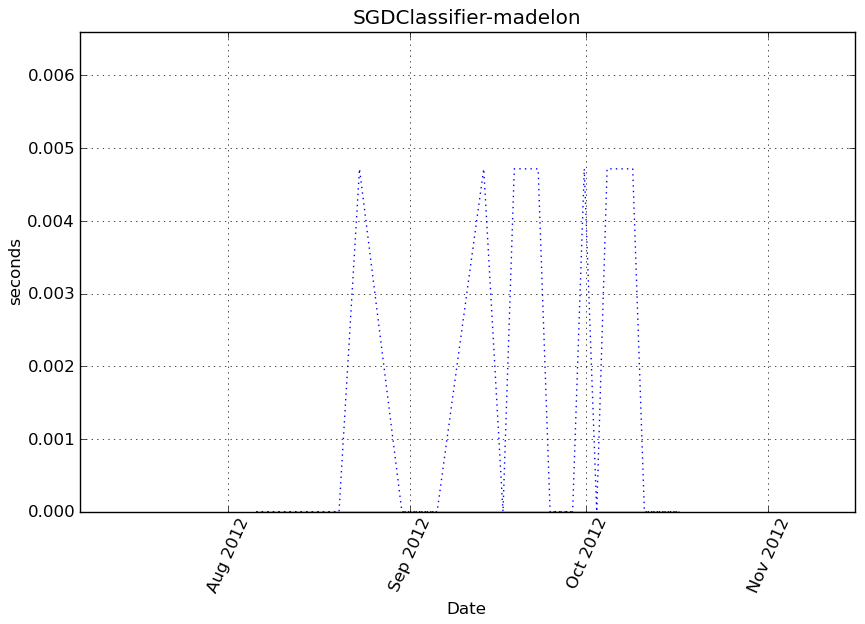 SGDClassifier-madelon
0.006
0.005
0.004
0.003
0.002
0.001
0.000
seconds
Aug 2012
Sep 2012
Oct 2012
Nov 2012
Date